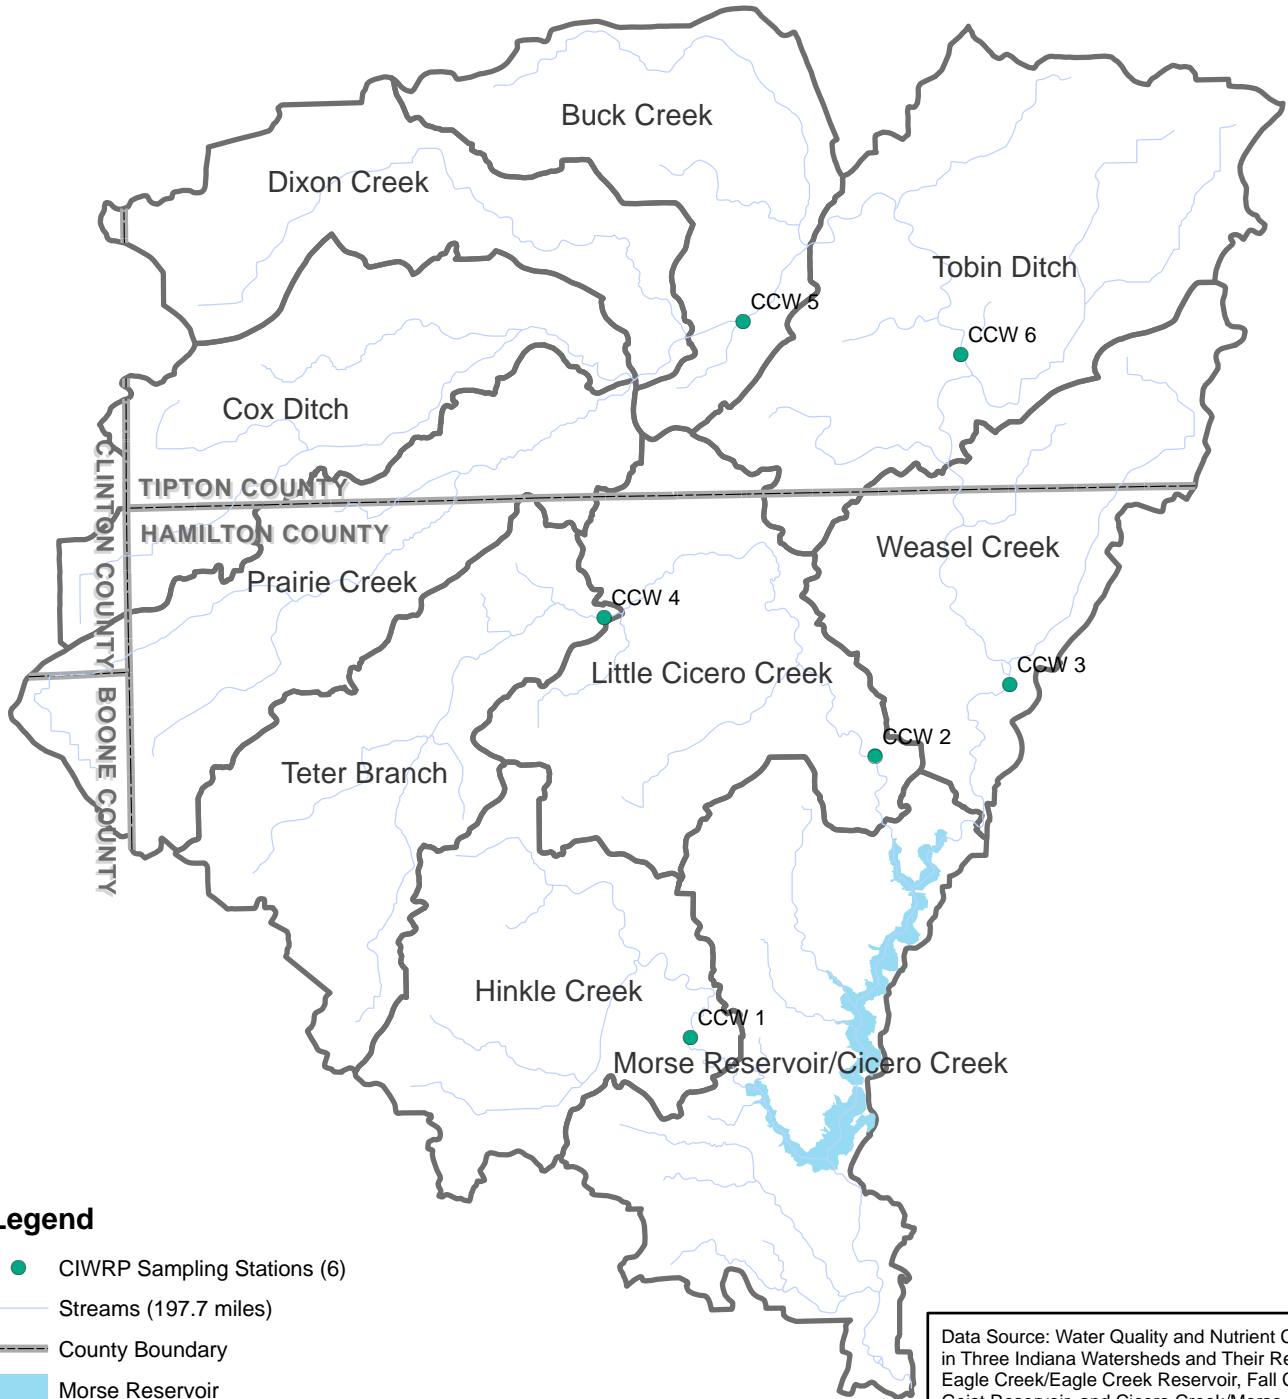 Buck Creek
Dixon Creek
Tobin Ditch
CCW 5
CCW 6
Cox Ditch
CLINTON COUNTY
TIPTON COUNTY
HAMILTON COUNTY
Weasel Creek
Prairie Creek
CCW 4
Little Cicero Creek
CCW 3
BOONE COUNTY
CCW 2
Teter Branch
Hinkle Creek
CCW 1
Morse Reservoir/Cicero Creek
Legend
CIWRP Sampling Stations (6)
Streams (197.7 miles)
County Boundary
Morse Reservoir
Data Source: Water Quality and Nutrient
in Three Indiana Watersheds and Their
Eagle Creek/Eagle Creek Reservoir, Fall